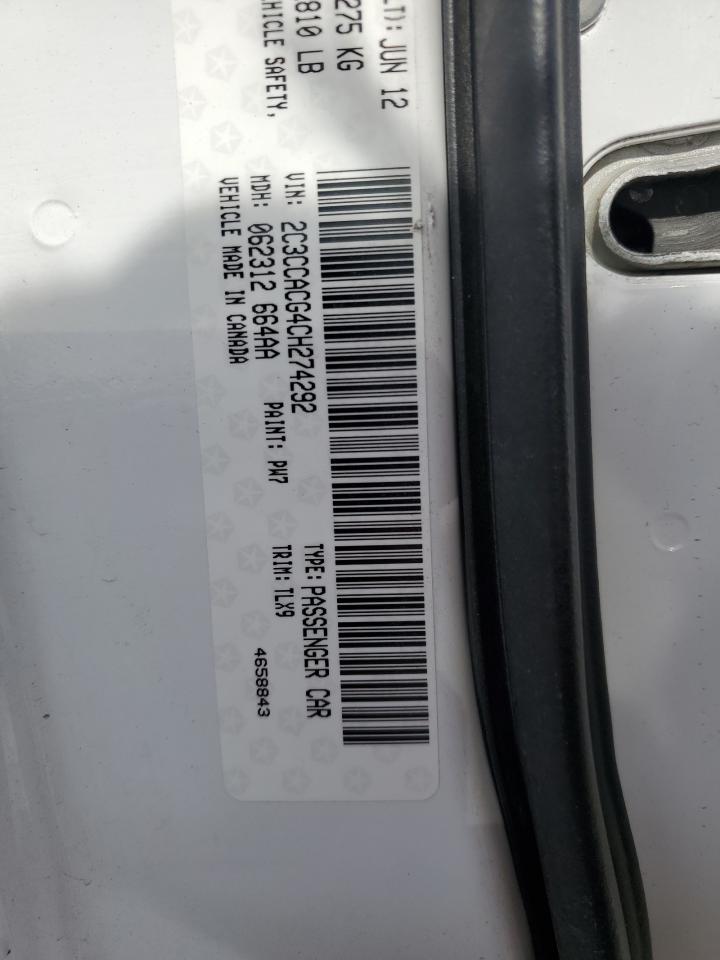 LT): JUN 12
275 KG
810 LB
HICLE SAFETY,
VIN: 2C3CCACG4CH274292
TYPE: PASSENGER CAR
MDH: 062312 664AA
PAINT: PW7
TRIM: TLX9
VEHICLE MADE IN CANADA
4658843